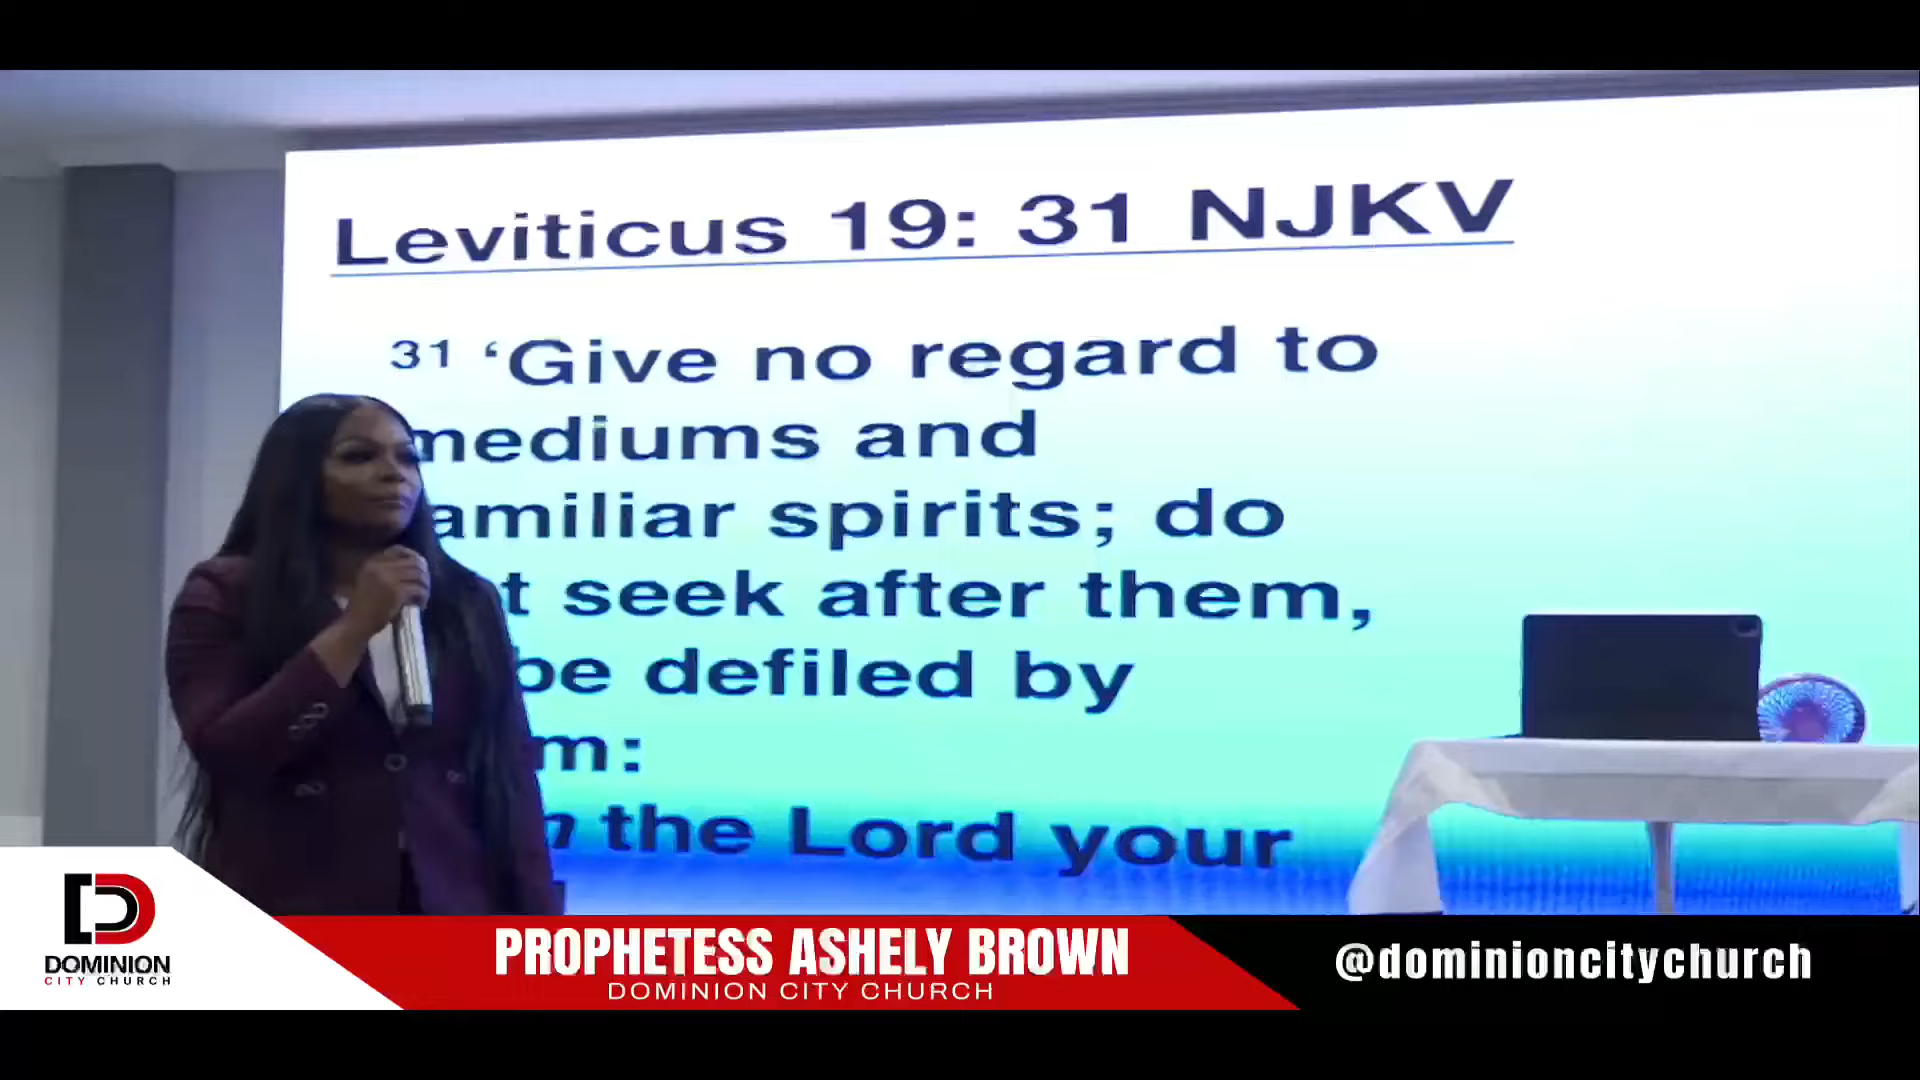 Leviticus 19: 31 NJKV
31 ‘Give no regard to
mediums and
amiliar spirits; do
t seek after them,
be defiled by
m:
the Lord your
DOMINION
CITY CHURCH
PROPHETESS ASHELY BROWN
DOMINION CITY CHURCH
@dominioncitychurch